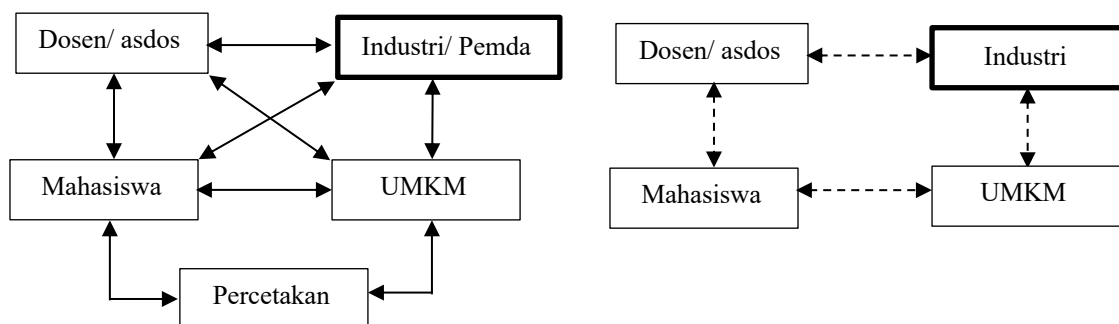 Dosen/ asdos
Industri/ Pemda
Mahasiswa
UMKM
Percetakan
Dosen/ asdos
Industri
Mahasiswa
UMKM